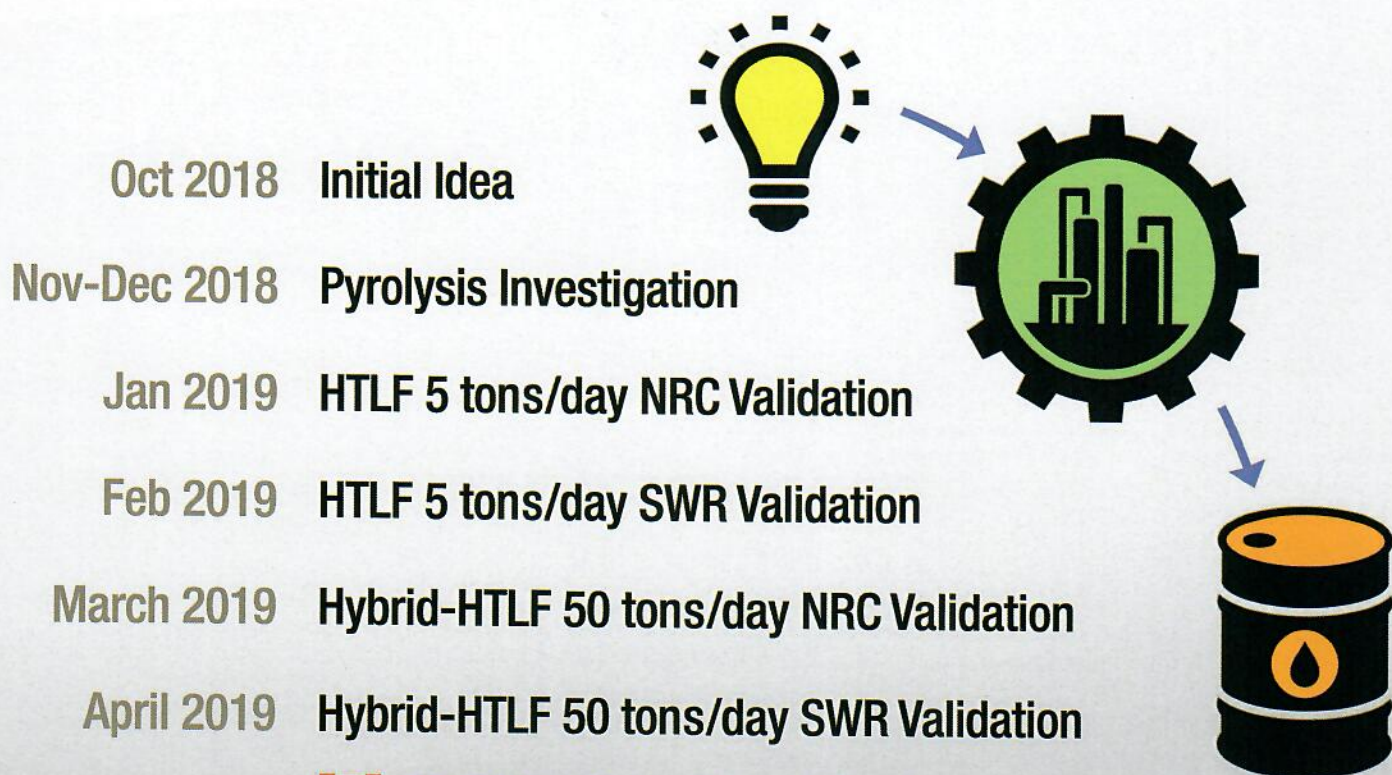 Oct 2018 Initial Idea
Nov-Dec 2018 Pyrolysis Investigation
Jan 2019 HTLF 5 tons/day NRC Validation
Feb 2019 HTLF 5 tons/day SWR Validation
March 2019 Hybrid-HTLF 50 tons/day NRC Validation
April 2019 Hybrid-HTLF 50 tons/day SWR Validation